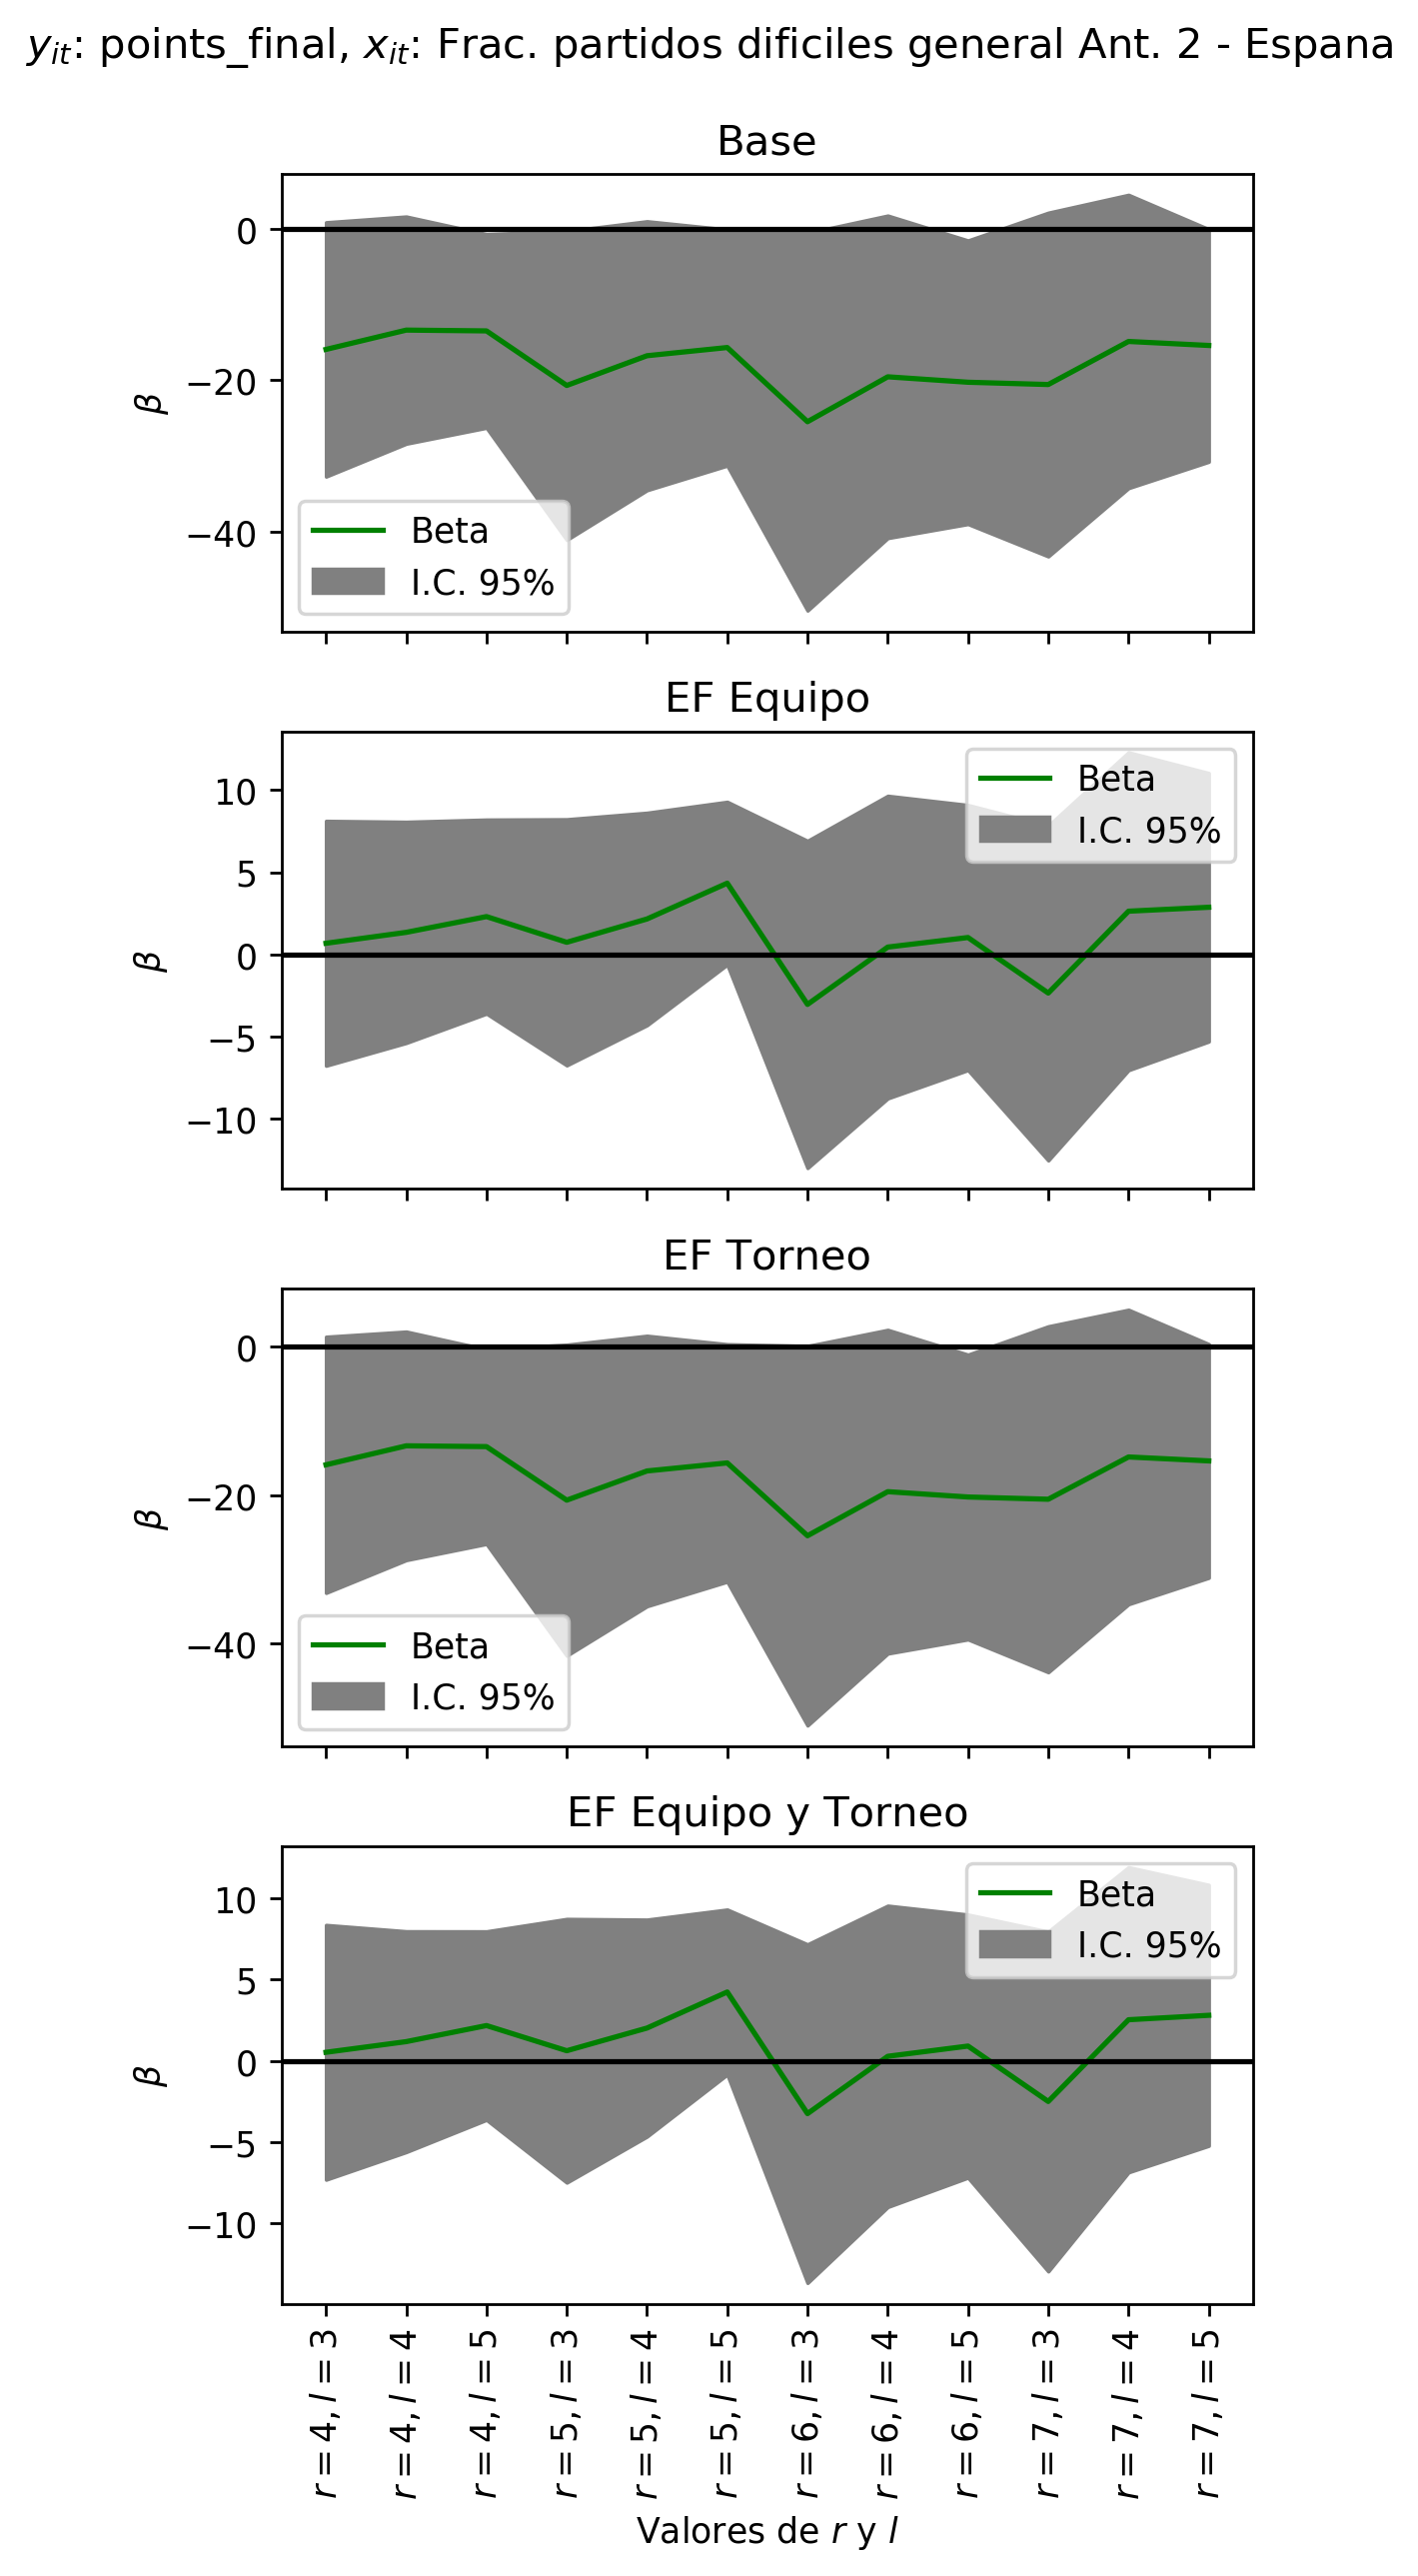 y_it: points_final, x_it: Frac. partidos dificiles general Ant. 2 - Espana
Base
0
−20
−40
β
Beta
I.C. 95%
EF Equipo
10
5
0
−5
−10
β
Beta
I.C. 95%
EF Torneo
0
−20
−40
β
Beta
I.C. 95%
EF Equipo y Torneo
10
5
0
−5
−10
β
Beta
I.C. 95%
r = 4, l = 3
r = 4, l = 4
r = 4, l = 5
r = 5, l = 3
r = 5, l = 4
r = 5, l = 5
r = 6, l = 3
r = 6, l = 4
r = 6, l = 5
r = 7, l = 3
r = 7, l = 4
r = 7, l = 5
Valores de r y l